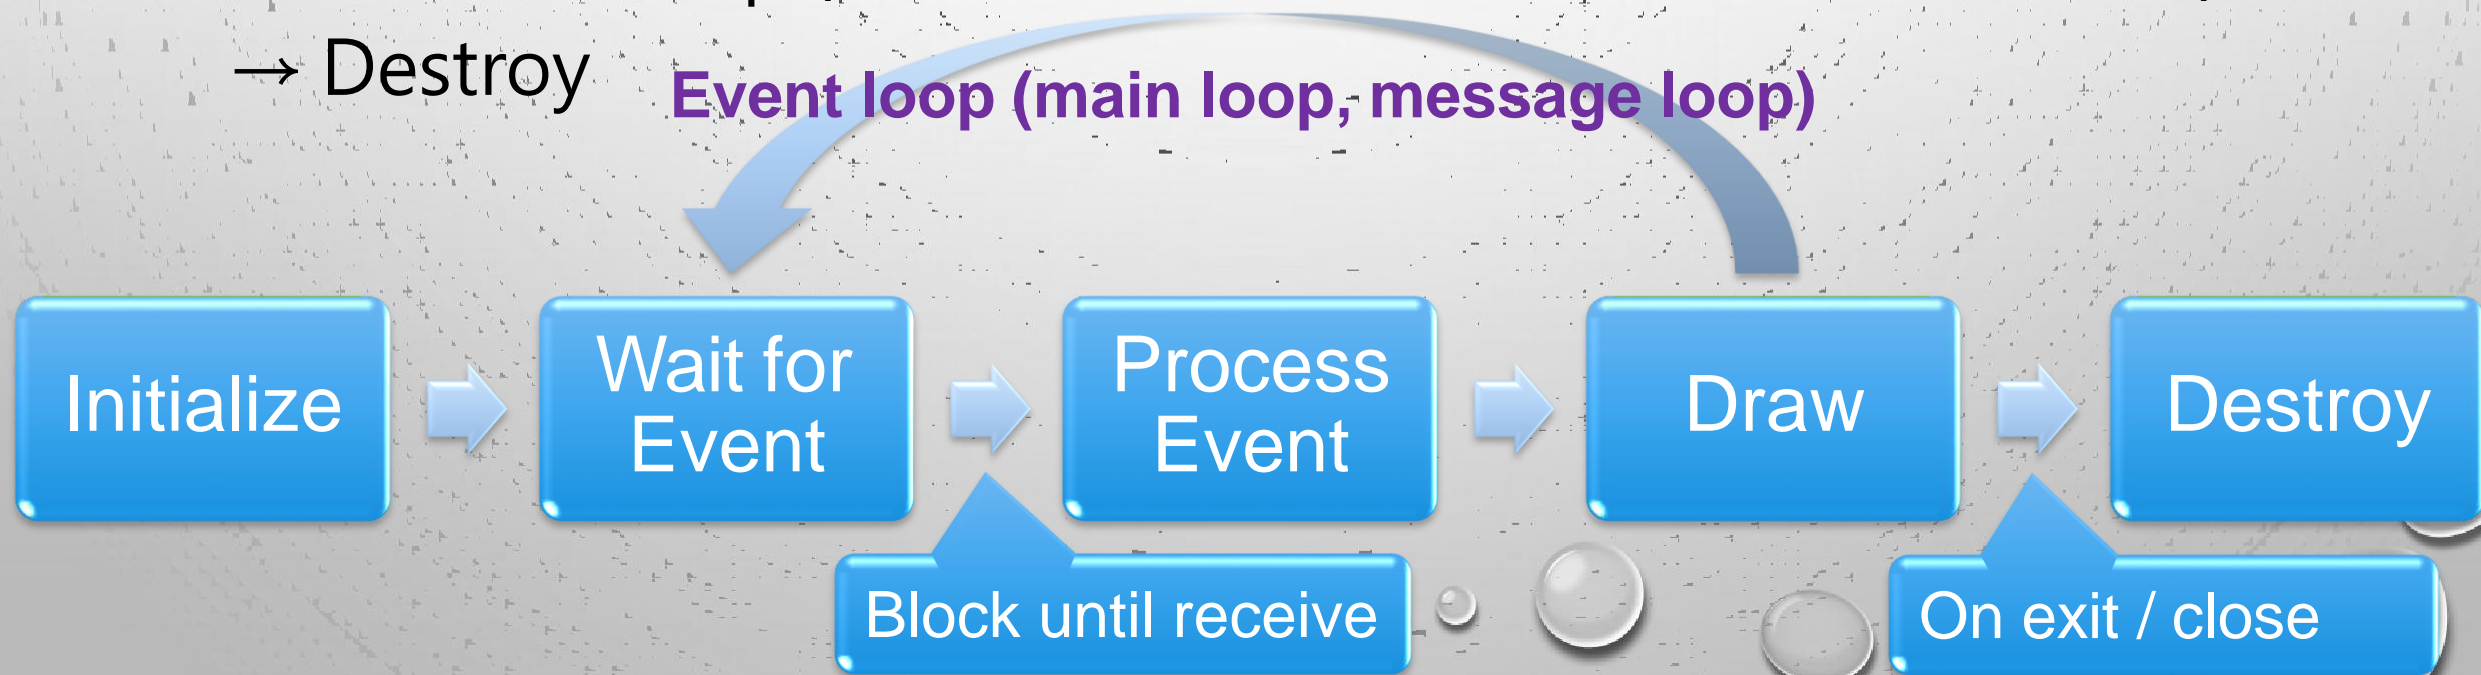 → Destroy
Event loop (main loop, message loop)
Initialize
Wait for
Event
Process
Event
Draw
Destroy
Block until receive
On exit / close